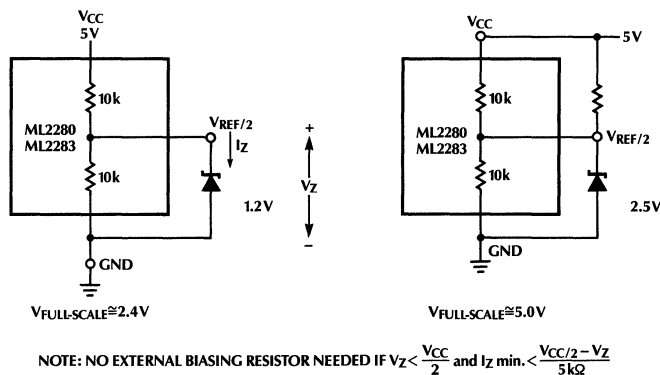 VCC
5V
10k
ML2280
ML2283
VREF/2
IZ
10k
1.2V
GND
VFULL-SCALE≅2.4V
+
VZ
–
VCC
5V
10k
ML2280
ML2283
VREF/2
10k
2.5V
GND
VFULL-SCALE≅5.0V
NOTE: NO EXTERNAL BIASING RESISTOR NEEDED IF VZ < VCC/2 and IZ min. < (VCC/2 – VZ)/5kΩ